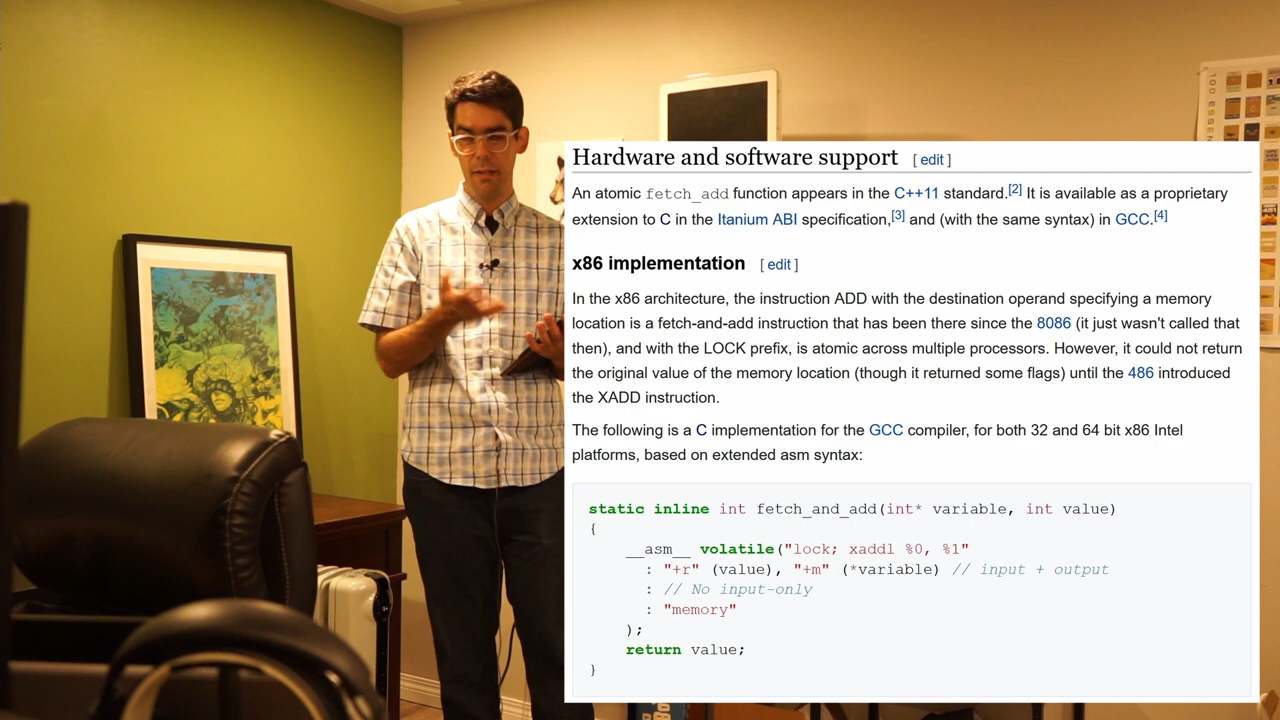 Hardware and software support [ edit ]
An atomic fetch_add function appears in the C++11 standard.[2] It is available as a proprietary
extension to C in the Itanium ABI specification,[3] and (with the same syntax) in GCC.[4]
x86 implementation [ edit ]
In the x86 architecture, the instruction ADD with the destination operand specifying a memory
location is a fetch-and-add instruction that has been there since the 8086 (it just wasn't called that
then), and with the LOCK prefix, is atomic across multiple processors. However, it could not return
the original value of the memory location (though it returned some flags) until the 486 introduced
the XADD instruction.
The following is a C implementation for the GCC compiler, for both 32 and 64 bit x86 Intel
platforms, based on extended asm syntax:
static inline int fetch_and_add(int* variable, int value)
{
__asm__ volatile("lock; xaddl %0, %1"
: "+r" (value), "+m" (*variable) // input + output
: // No input-only
: "memory"
);
return value;
}